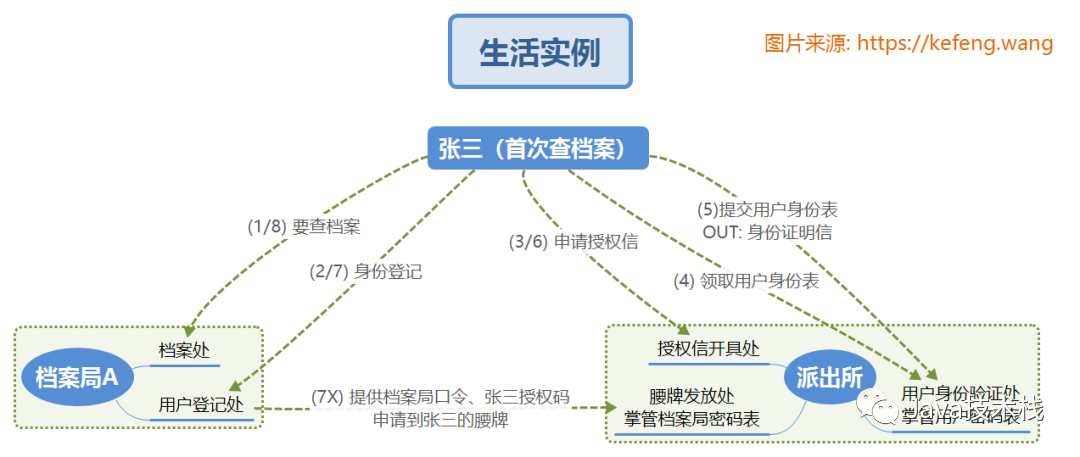 生活实例
图片来源: https://kefeng.wang
张三（首次查档案）
(1/8) 要查档案
(2/7) 身份登记
(3/6) 申请授权信
(5)提交用户身份表
OUT: 身份证明信
(4) 领取用户身份表
档案局A
档案处
用户登记处
(7X) 提供档案局口令、张三授权码
申请到张三的腰牌
授权信开具处
派出所
腰牌发放处
掌管档案局密码表
用户身份验证处
掌管用户密码表
Java技术栈